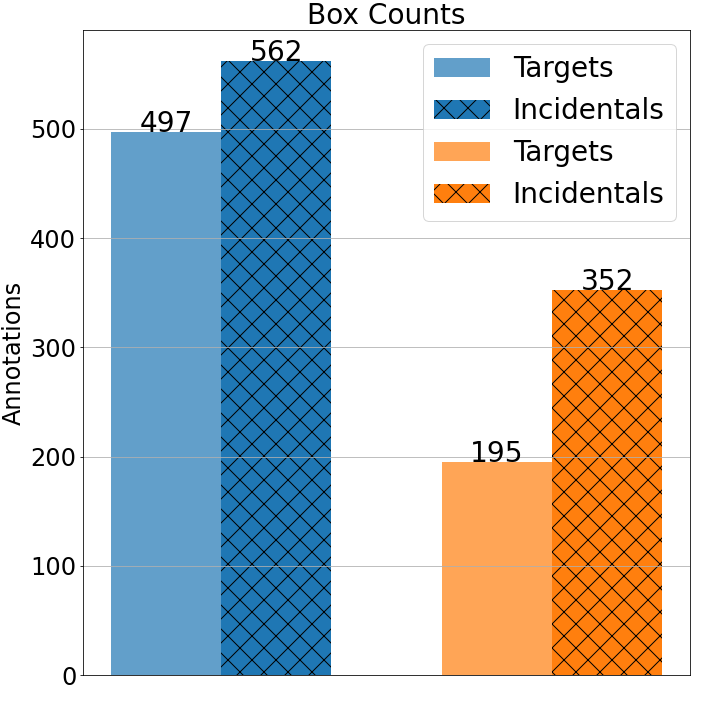 Box Counts
Annotations
500
400
300
200
100
0
497
562
195
352
Targets
Incidentals
Targets
Incidentals